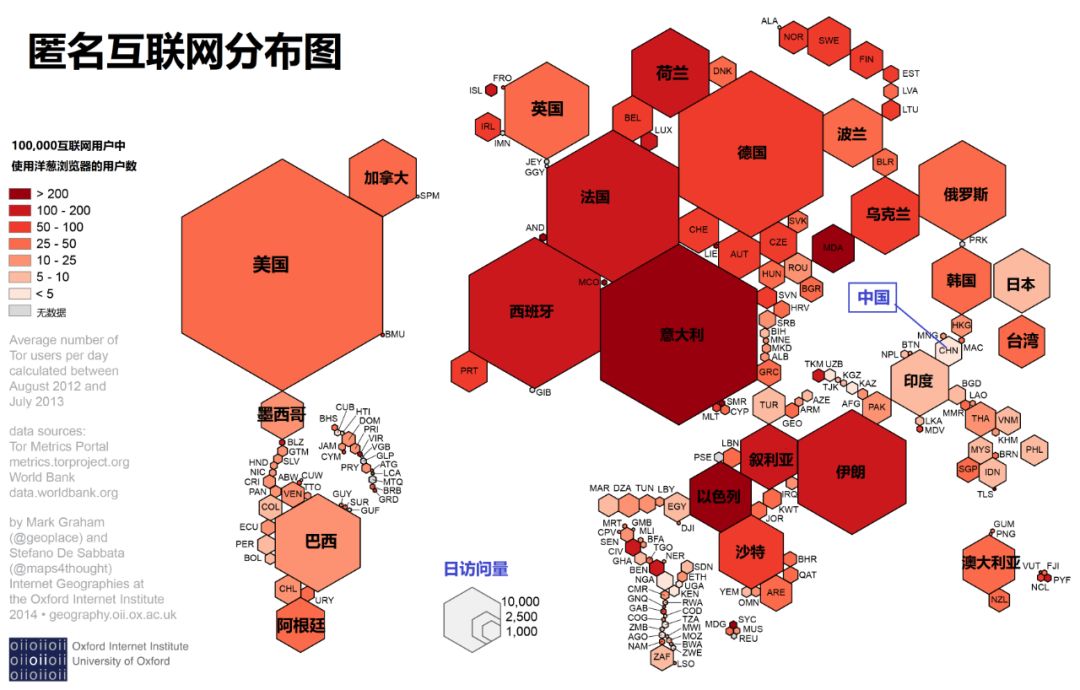 匿名互联网分布图
100,000互联网用户中
使用洋葱浏览器的用户数
> 200
100 - 200
50 - 100
25 - 50
10 - 25
5 - 10
< 5
无数据
Average number of
Tor users per day
calculated between
August 2012 and
July 2013
data sources:
Tor Metrics Portal
metrics.torproject.org
World Bank
data.worldbank.org
by Mark Graham
(@geoplace) and
Stefano De Sabbata
(@maps4thought)
Internet Geographies at
the Oxford Internet Institute
2014 • geography.oii.ox.ac.uk
oiioiioii
oiioiioii
oiioiioii
Oxford Internet Institute
University of Oxford
加拿大
SPM
美国
BMU
墨西哥
BLZ
GTM
SLV
HND
NIC
CRI
PAN
ABW
CUW
TTO
VEN
COL
GUY
SUR
GUF
ECU
PER
BOL
巴西
CHL
URY
阿根廷
CUB
BHS
HTI
DOM
PRI
JAM
CYM
VIR
VGB
GLP
PRY
ATG
LCA
MTQ
BRB
GRD
ISL
FRO
英国
IRL
IMN
JEY
GGY
荷兰
DNK
BEL
LUX
德国
法国
AND
MCO
西班牙
PRT
GIB
意大利
CHE
LIE
AUT
CZE
SVK
HUN
ROU
BGR
SVN
HRV
SRB
BIH
MNE
MKD
ALB
GRC
SMR
MLT
CYP
ALA
NOR
SWE
FIN
EST
LVA
LTU
波兰
BLR
乌克兰
MDA
俄罗斯
PRK
韩国
日本
中国
HKG
MAC
台湾
MNG
CHN
BTN
NPL
印度
LKA
MDV
BGD
LAO
MMR
THA
VNM
KHM
MYS
BRN
PHL
SGP
IDN
TLS
TUR
GEO
ARM
AZE
TKM
UZB
TJK
KGZ
KAZ
AFG
PAK
LBN
PSE
叙利亚
伊朗
以色列
IRQ
KWT
JOR
沙特
BHR
QAT
ARE
YEM
OMN
MAR
DZA
TUN
LBY
EGY
DJI
MRT
GMB
CPV
MLI
SEN
BFA
CIV
TGO
GHA
NER
BEN
SDN
NGA
ETH
UGA
CMR
KEN
GNQ
RWA
GAB
COD
COG
TZA
ZMB
MWI
AGO
MOZ
NAM
BWA
ZWE
ZAF
LSO
MDG
SYC
MUS
REU
GUM
PNG
澳大利亚
VUT
FJI
PYF
NCL
NZL
日访问量
10,000
2,500
1,000